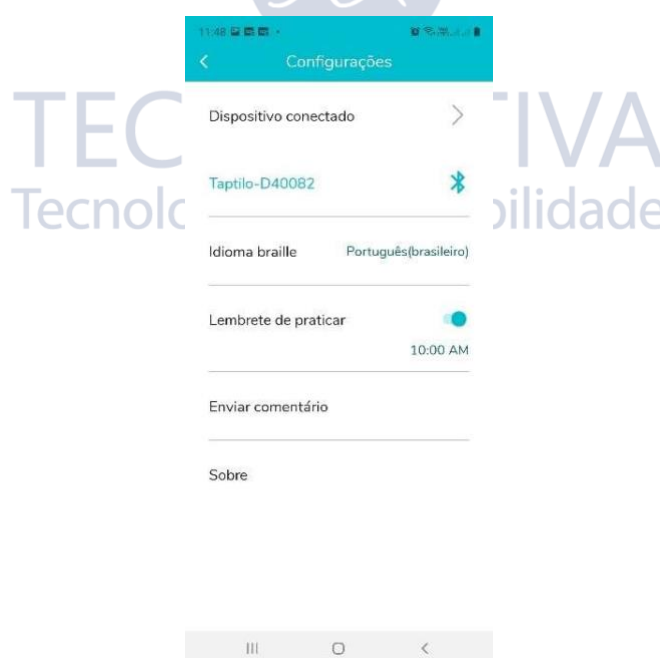 11:48
Configurações
Dispositivo conectado
TEC
IVA
Taptilo-D40082
Tecnolo
bilidade
Idioma braille Português(brasileiro)
Lembrete de praticar
10:00 AM
Enviar comentário
Sobre